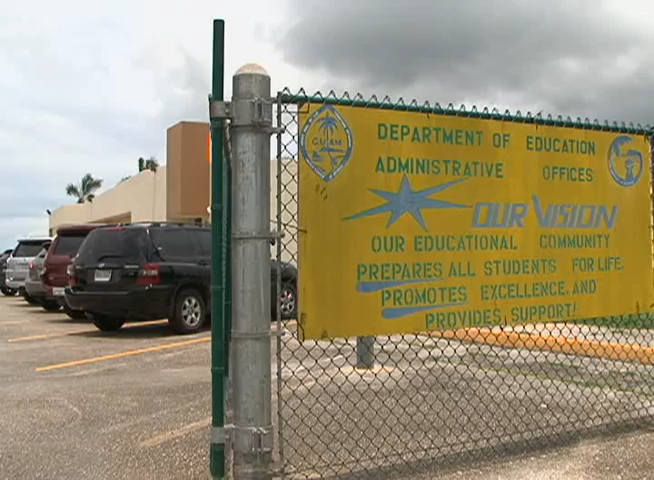 GUAM
DEPARTMENT OF EDUCATION
ADMINISTRATIVE OFFICES
OUR VISION
OUR EDUCATIONAL COMMUNITY
PREPARES ALL STUDENTS FOR LIFE,
PROMOTES EXCELLENCE, AND
PROVIDES, SUPPORT!